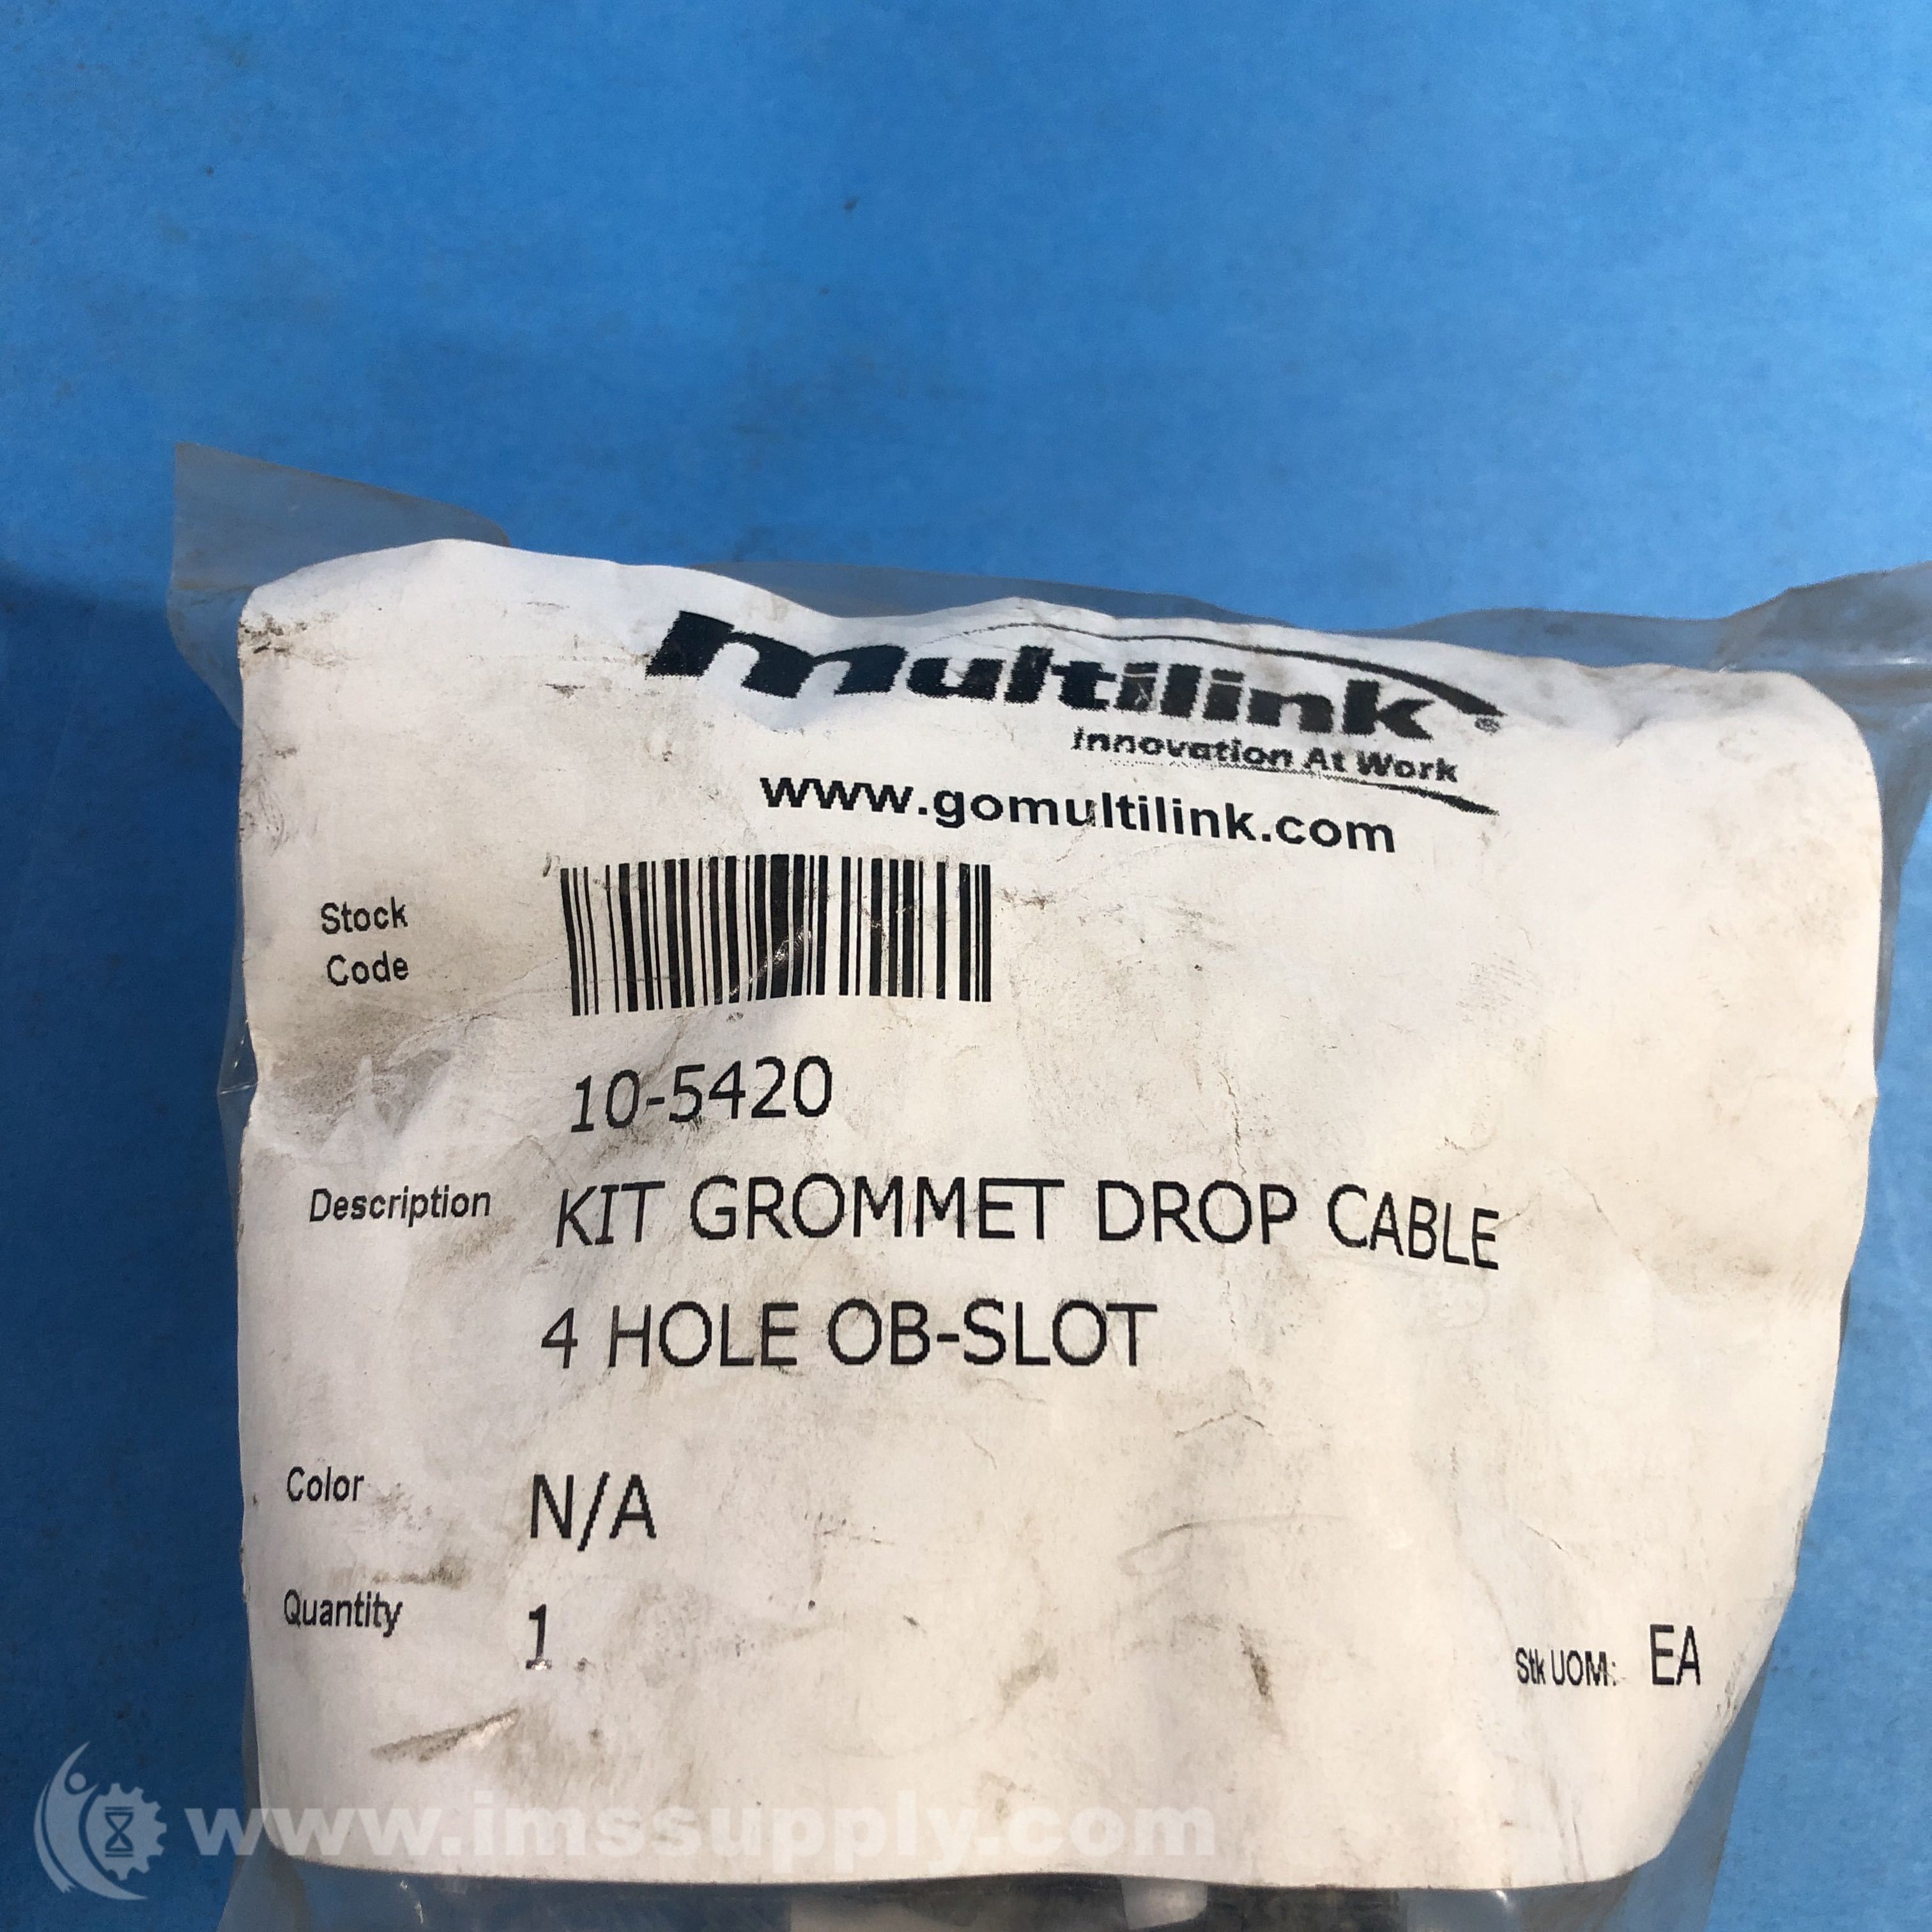 multilink®
Innovation At Work
www.gomultilink.com
Stock
Code
10-5420
Description KIT GROMMET DROP CABLE
4 HOLE OB-SLOT
Color N/A
Quantity 1
Stk UOM: EA
www.imssupply.com